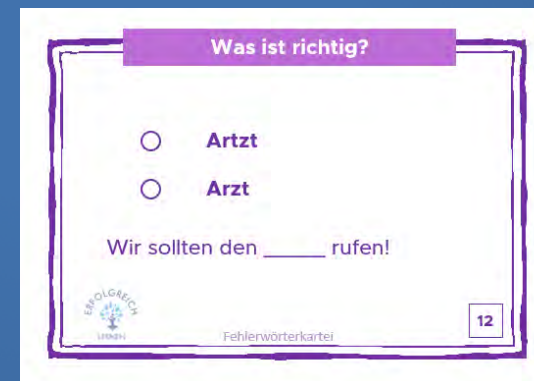 Was ist richtig?
Artzt
Arzt
Wir sollten den ______ rufen!
ERFOLGREICH
LERNEN
Fehlerwörterkartei
12